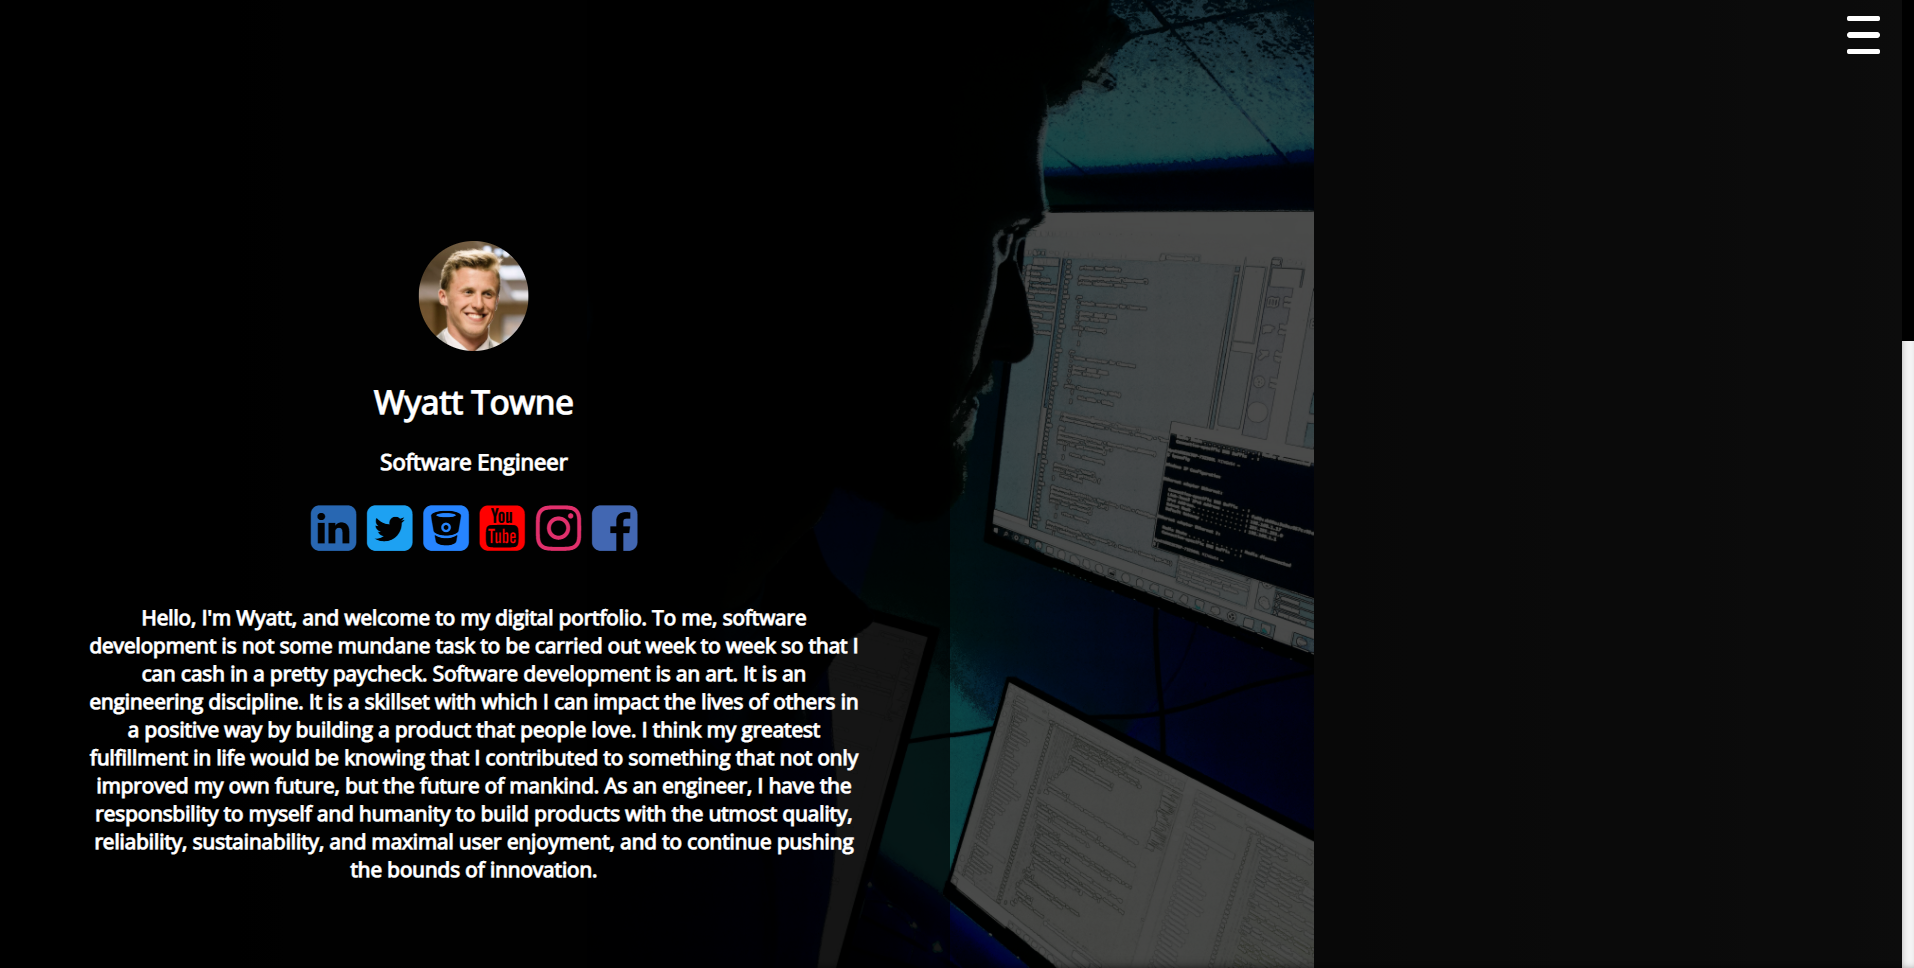 Wyatt Towne
Software Engineer
in
You
Tube
Hello, I'm Wyatt, and welcome to my digital portfolio. To me, software
development is not some mundane task to be carried out week to week so that I
can cash in a pretty paycheck. Software development is an art. It is an
engineering discipline. It is a skillset with which I can impact the lives of others in
a positive way by building a product that people love. I think my greatest
fulfillment in life would be knowing that I contributed to something that not only
improved my own future, but the future of mankind. As an engineer, I have the
responsbility to myself and humanity to build products with the utmost quality,
reliability, sustainability, and maximal user enjoyment, and to continue pushing
the bounds of innovation.